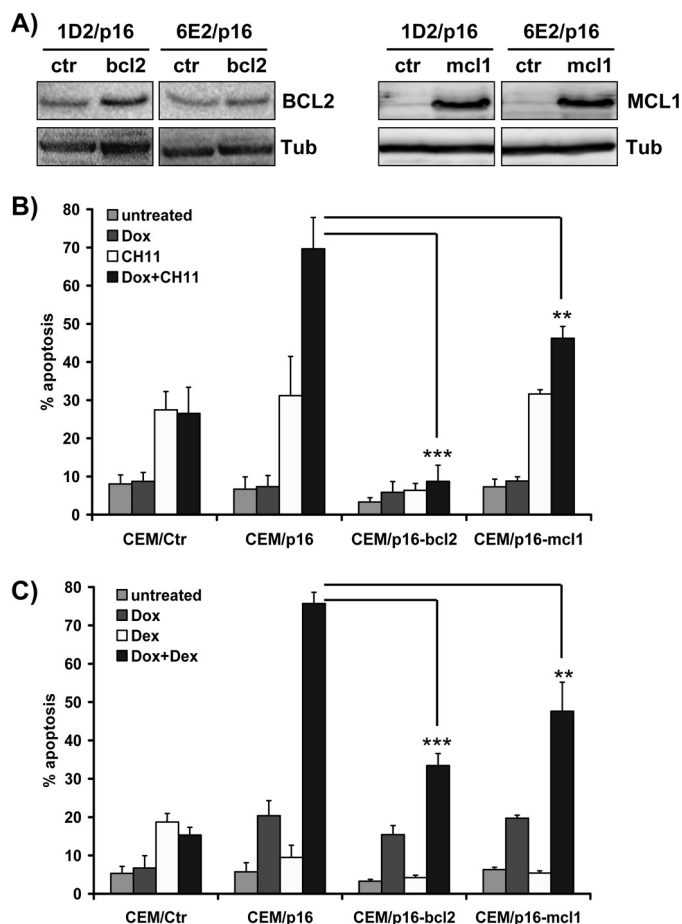 A)
1D2/p16 6E2/p16 1D2/p16 6E2/p16
ctr bcl2 ctr bcl2 ctr mcl1 ctr mcl1
BCL2 MCL1
Tub Tub
B)
80
70
60
50
40
30
20
10
0
% apoptosis
untreated
Dox
CH11
Dox+CH11
***
**
CEM/Ctr CEM/p16 CEM/p16-bcl2 CEM/p16-mcl1
C)
80
70
60
50
40
30
20
10
0
% apoptosis
untreated
Dox
Dex
Dox+Dex
***
**
CEM/Ctr CEM/p16 CEM/p16-bcl2 CEM/p16-mcl1